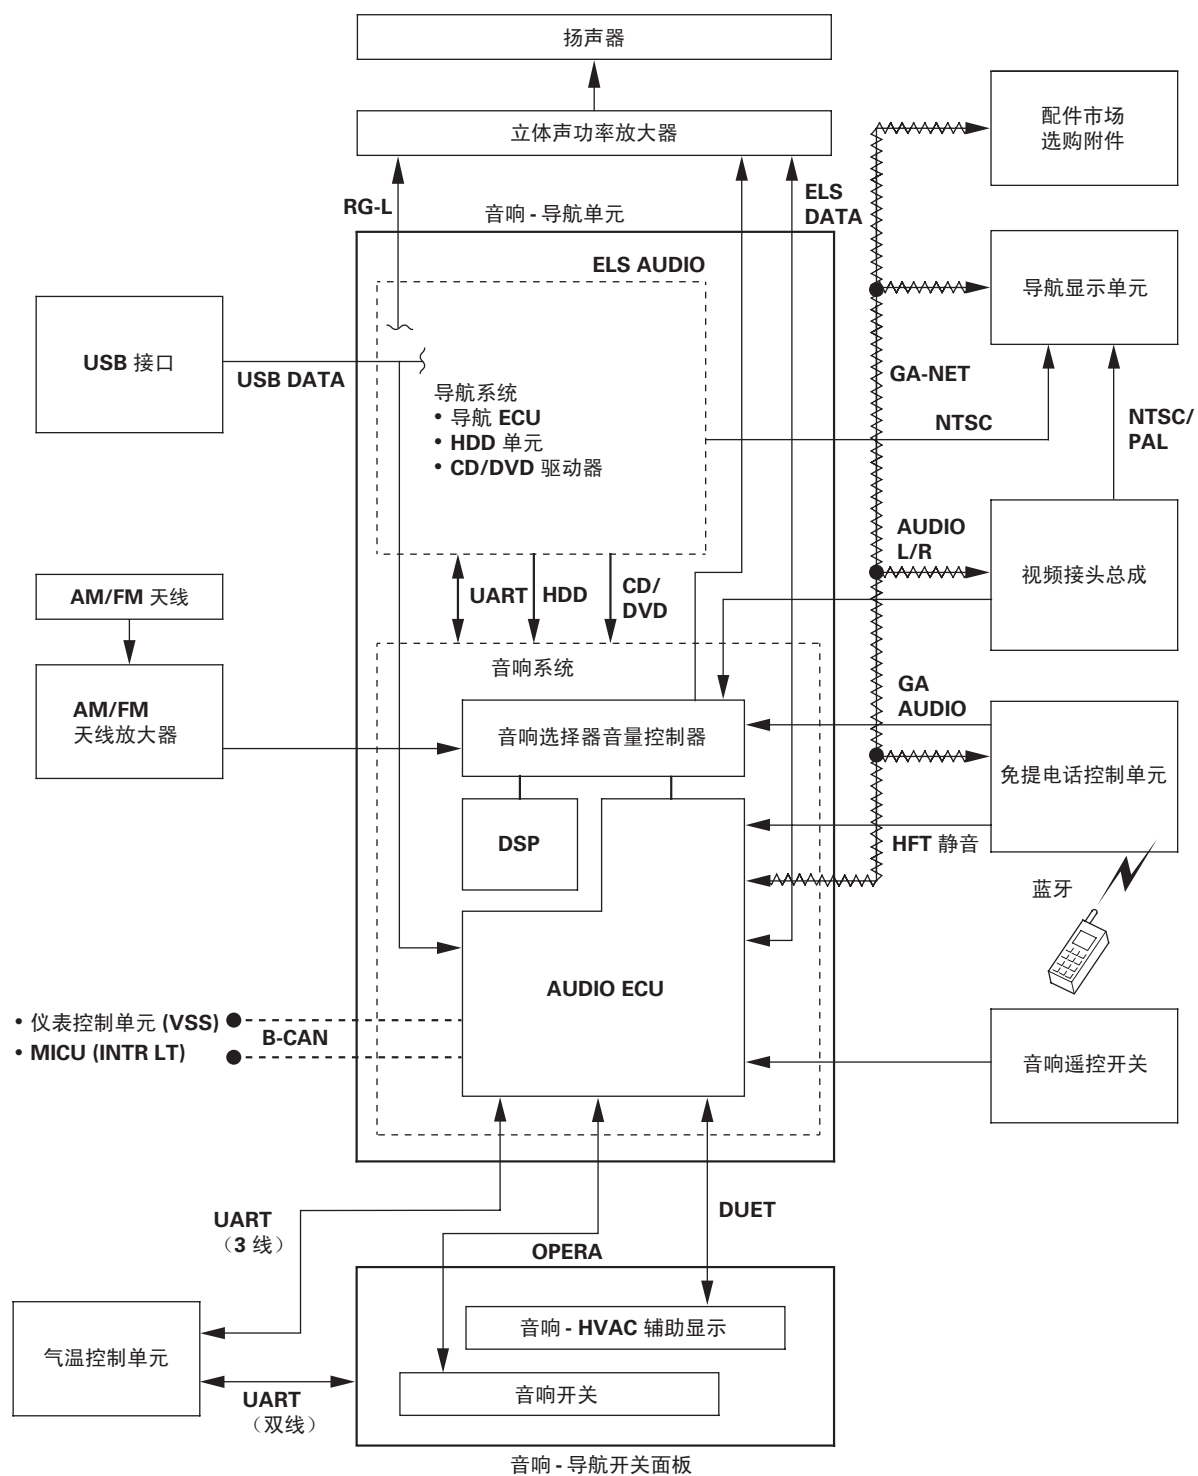 扬声器
立体声功率放大器
配件市场
选购附件
RG-L
音响 - 导航单元
ELS
DATA
ELS AUDIO
导航显示单元
USB 接口
USB DATA
导航系统
• 导航 ECU
• HDD 单元
• CD/DVD 驱动器
GA-NET
NTSC
NTSC/
PAL
AUDIO
L/R
视频接头总成
AM/FM 天线
UART
HDD
CD/
DVD
音响系统
AM/FM
天线放大器
音响选择器音量控制器
GA
AUDIO
免提电话控制单元
DSP
HFT 静音
蓝牙
AUDIO ECU
• 仪表控制单元 (VSS)
• MICU (INTR LT)
B-CAN
音响遥控开关
UART
（3 线）
DUET
OPERA
音响 - HVAC 辅助显示
气温控制单元
音响开关
UART
（双线）
音响 - 导航开关面板